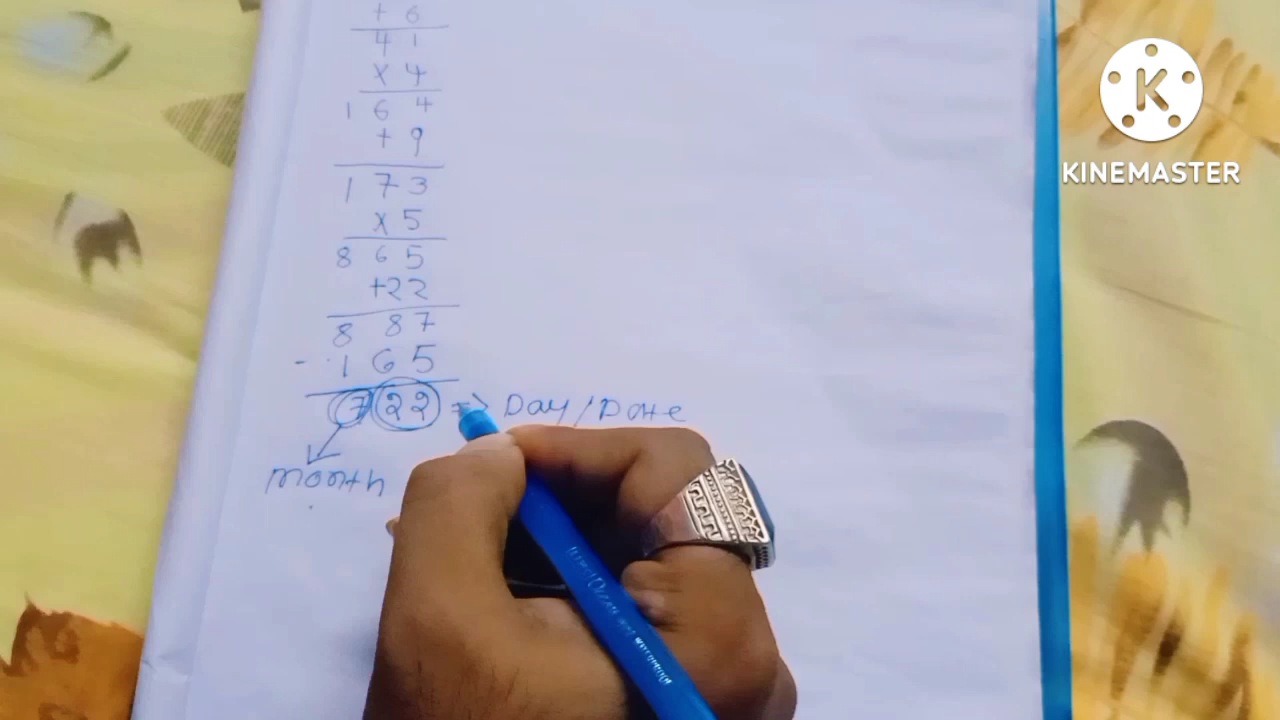 + 6
4 1
x 4
1 6 4
+ 9
1 7 3
x 5
8 6 5
+22
8 8 7
- 1 6 5
7 22 => Day/Date
month
K
KINEMASTER